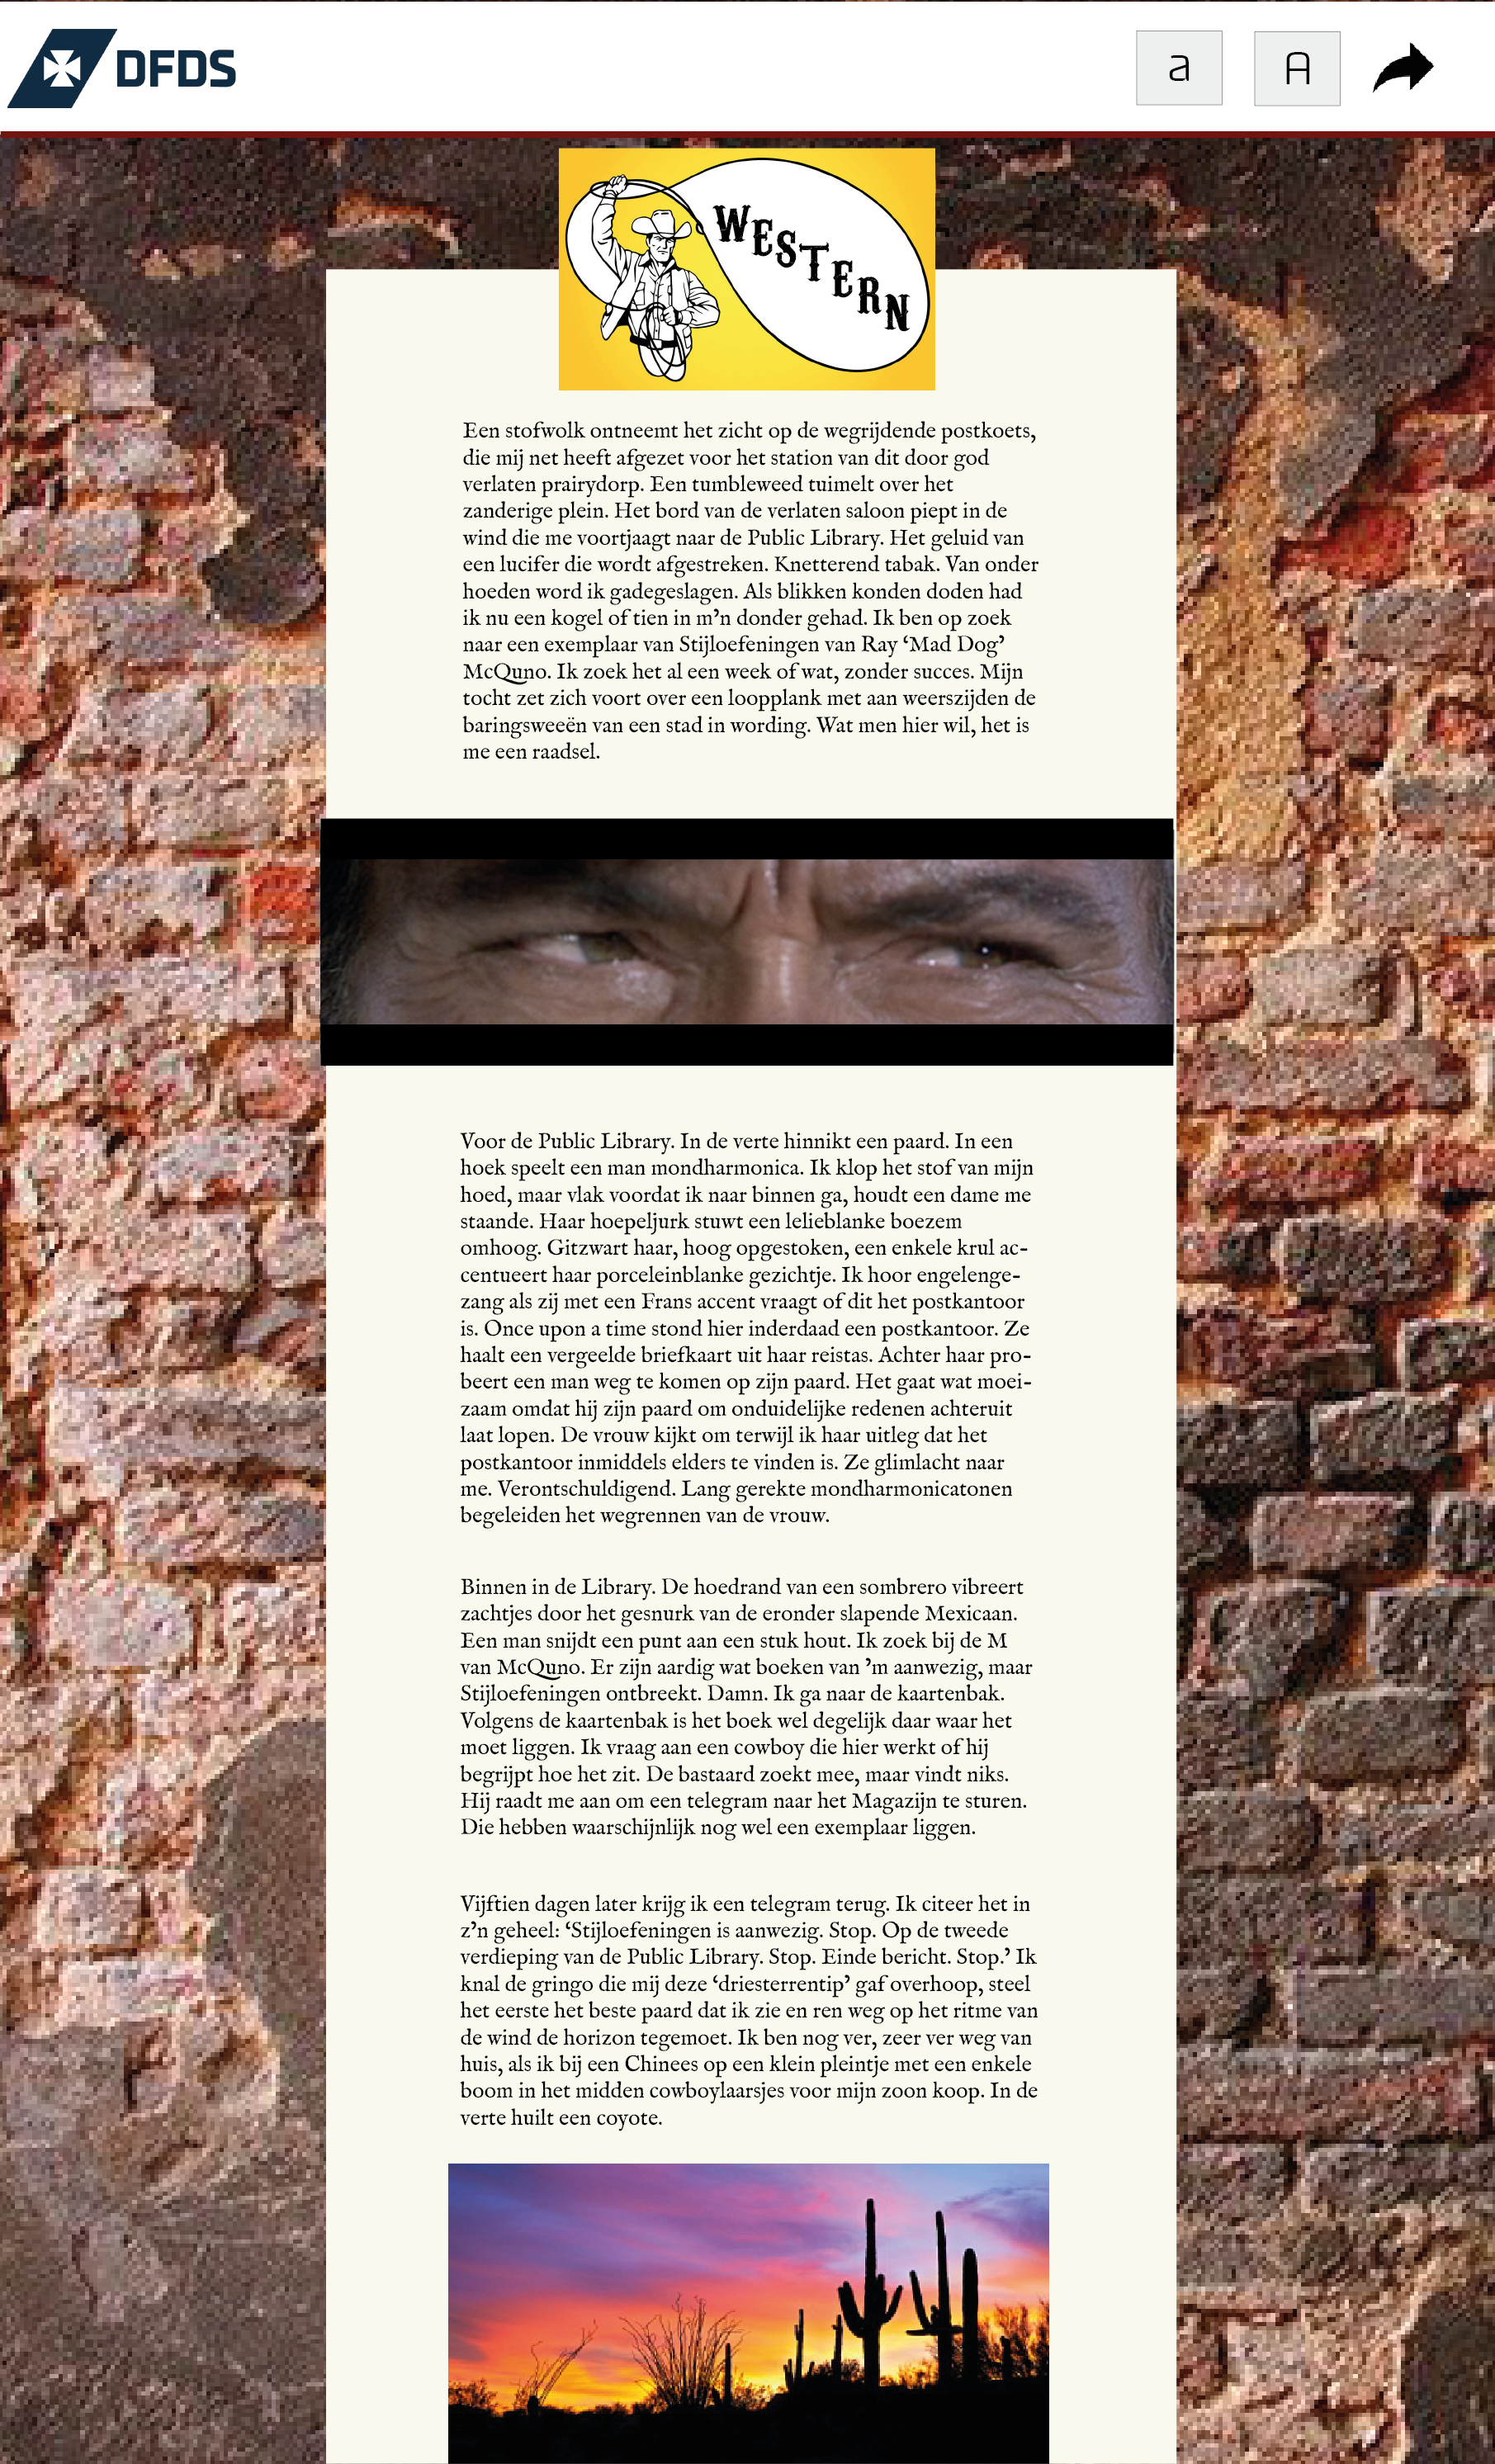 DFDS
a A
WESTERN
Een stofwolk ontneemt het zicht op de wegrijdende postkoets,
die mij net heeft afgezet voor het station van dit door god
verlaten prairydorp. Een tumbleweed tuimelt over het
zanderige plein. Het bord van de verlaten saloon piept in de
wind die me voortjaagt naar de Public Library. Het geluid van
een lucifer die wordt afgestreken. Knetterend tabak. Van onder
hoeden word ik gadegeslagen. Als blikken konden doden had
ik nu een kogel of tien in m’n donder gehad. Ik ben op zoek
naar een exemplaar van Stijloefeningen van Ray ‘Mad Dog’
McQuno. Ik zoek het al een week of wat, zonder succes. Mijn
tocht zet zich voort over een loopplank met aan weerszijden de
baringsweeën van een stad in wording. Wat men hier wil, het is
me een raadsel.
Voor de Public Library. In de verte hinnikt een paard. In een
hoek speelt een man mondharmonica. Ik klop het stof van mijn
hoed, maar vlak voordat ik naar binnen ga, houdt een dame me
staande. Haar hoepeljurk stuwt een lelieblanke boezem
omhoog. Gitzwart haar, hoog opgestoken, een enkele krul ac-
centueert haar porceleinblanke gezichtje. Ik hoor engelenge-
zang als zij met een Frans accent vraagt of dit het postkantoor
is. Once upon a time stond hier inderdaad een postkantoor. Ze
haalt een vergeelde briefkaart uit haar reistas. Achter haar pro-
beert een man weg te komen op zijn paard. Het gaat wat moei-
zaam omdat hij zijn paard om onduidelijke redenen achteruit
laat lopen. De vrouw kijkt om terwijl ik haar uitleg dat het
postkantoor inmiddels elders te vinden is. Ze glimlacht naar
me. Verontschuldigend. Lang gerekte mondharmonicatonen
begeleiden het wegrennen van de vrouw.
Binnen in de Library. De hoedrand van een sombrero vibreert
zachtjes door het gesnurk van de eronder slapende Mexicaan.
Een man snijdt een punt aan een stuk hout. Ik zoek bij de M
van McQuno. Er zijn aardig wat boeken van ’m aanwezig, maar
Stijloefeningen ontbreekt. Damn. Ik ga naar de kaartenbak.
Volgens de kaartenbak is het boek wel degelijk daar waar het
moet liggen. Ik vraag aan een cowboy die hier werkt of hij
begrijpt hoe het zit. De bastaard zoekt mee, maar vindt niks.
Hij raadt me aan om een telegram naar het Magazijn te sturen.
Die hebben waarschijnlijk nog wel een exemplaar liggen.
Vijftien dagen later krijg ik een telegram terug. Ik citeer het in
z’n geheel: ‘Stijloefeningen is aanwezig. Stop. Op de tweede
verdieping van de Public Library. Stop. Einde bericht. Stop.’ Ik
knal de gringo die mij deze ‘driesterrentip’ gaf overhoop, steel
het eerste het beste paard dat ik zie en ren weg op het ritme van
de wind de horizon tegemoet. Ik ben nog ver, zeer ver weg van
huis, als ik bij een Chinees op een klein pleintje met een enkele
boom in het midden cowboylaarsjes voor mijn zoon koop. In de
verte huilt een coyote.